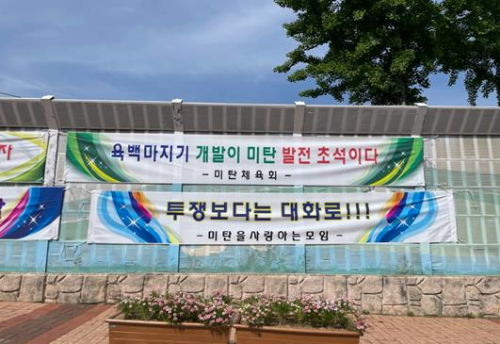 육백마지기 개발이 미탄 발전 초석이다
- 미탄체육회 -
투쟁보다는 대화로!!!
- 미탄을사랑하는모임 -
자